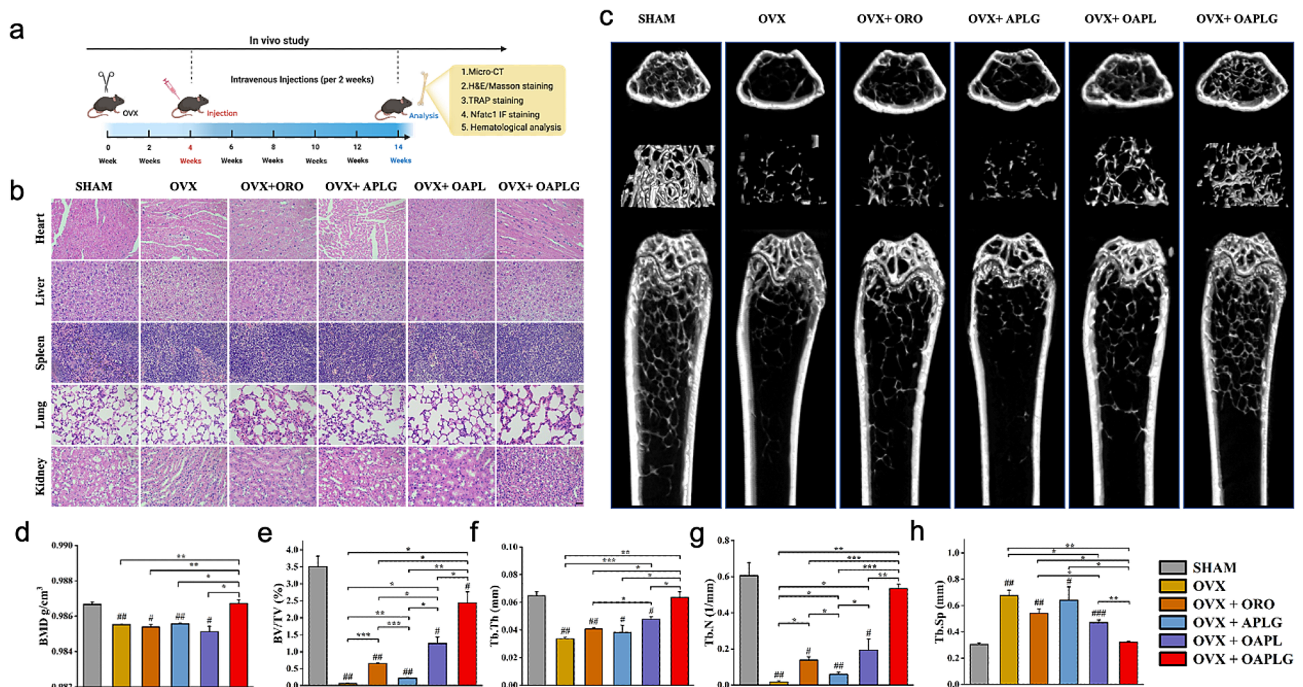 a
In vivo study
Intravenous Injections (per 2 weeks)
OVX
Injection
Analysis
1.Micro-CT
2.H&E/Masson staining
3.TRAP staining
4. Nfatc1 IF staining
5. Hematological analysis
0 2 4 6 8 10 12 14
Week Weeks Weeks Weeks Weeks Weeks Weeks Weeks
b
SHAM OVX OVX+ORO OVX+ APLG OVX+ OAPL OVX+ OAPLG
Heart
Liver
Spleen
Lung
Kidney
c
SHAM OVX OVX+ ORO OVX+ APLG OVX+ OAPL OVX+ OAPLG
d
BMD g/cm3
0.990
0.988
0.986
0.984
0.982
** ** * *
## # ## #
e
BV/TV (%)
4.0
3.5
3.0
2.5
2.0
1.5
1.0
0.5
0.0
* * ** * * * ** * *** ***
## ## ## # #
f
Tb.Th (mm)
0.10
0.08
0.06
0.04
0.02
0.00
** *** * * * *
## ## # #
g
Tb.N (1/mm)
0.8
0.6
0.4
0.2
0.0
** *** *** ** * * * * *
## # ## #
h
Tb.Sp (mm)
1.0
0.8
0.6
0.4
0.2
0.0
** * * * * **
## ## # ###
SHAM
OVX
OVX + ORO
OVX + APLG
OVX + OAPL
OVX + OAPLG